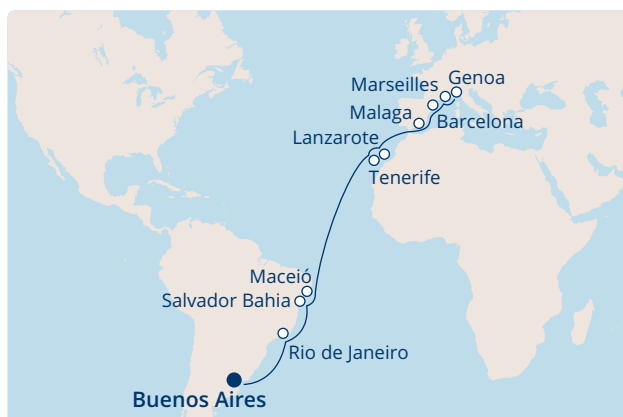 Genoa
Marseilles
Malaga
Barcelona
Lanzarote
Tenerife
Maceió
Salvador Bahia
Rio de Janeiro
Buenos Aires